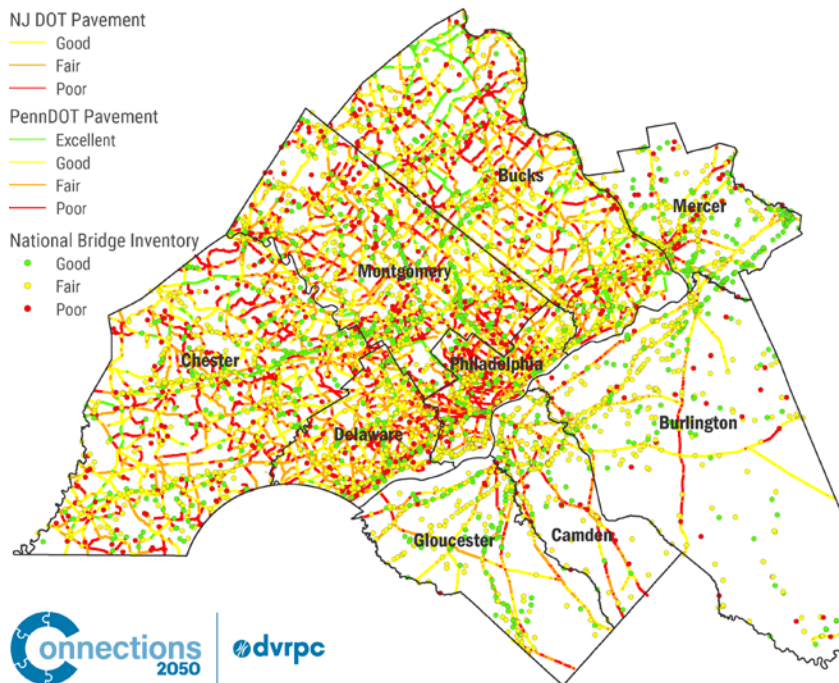 NJ DOT Pavement
Good
Fair
Poor
PennDOT Pavement
Excellent
Good
Fair
Poor
National Bridge Inventory
Good
Fair
Poor
Bucks
Mercer
Montgomery
Chester
Philadelphia
Delaware
Burlington
Gloucester
Camden
Connections
2050
dvrpc